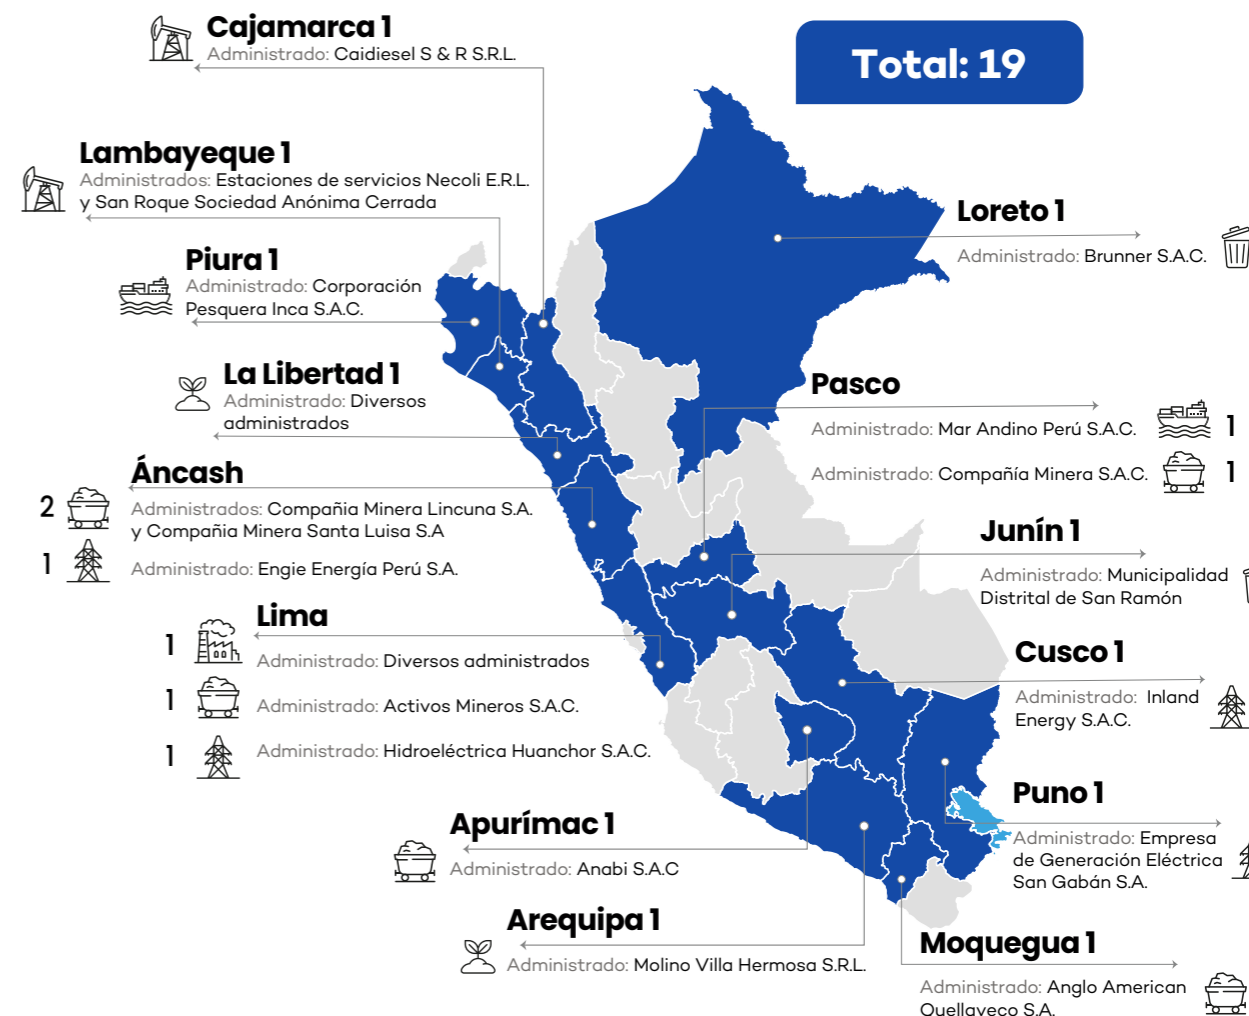 Cajamarca 1
Administrado: Caidiesel S & R S.R.L.
Total: 19
Lambayeque 1
Administrados: Estaciones de servicios Necoli E.R.L.
y San Roque Sociedad Anónima Cerrada
Loreto 1
Administrado: Brunner S.A.C.
Piura 1
Administrado: Corporación
Pesquera Inca S.A.C.
La Libertad 1
Administrado: Diversos
administrados
Pasco
Administrado: Mar Andino Perú S.A.C.
1
Administrado: Compañía Minera S.A.C.
1
Áncash
2
Administrados: Compañia Minera Lincuna S.A.
y Compañia Minera Santa Luisa S.A
1
Administrado: Engie Energía Perú S.A.
Junín 1
Administrado: Municipalidad
Distrital de San Ramón
Lima
1
Administrado: Diversos administrados
1
Administrado: Activos Mineros S.A.C.
1
Administrado: Hidroeléctrica Huanchor S.A.C.
Cusco 1
Administrado: Inland
Energy S.A.C.
Puno 1
Administrado: Empresa
de Generación Eléctrica
San Gabán S.A.
Apurímac 1
Administrado: Anabi S.A.C
Arequipa 1
Administrado: Molino Villa Hermosa S.R.L.
Moquegua 1
Administrado: Anglo American
Quellaveco S.A.